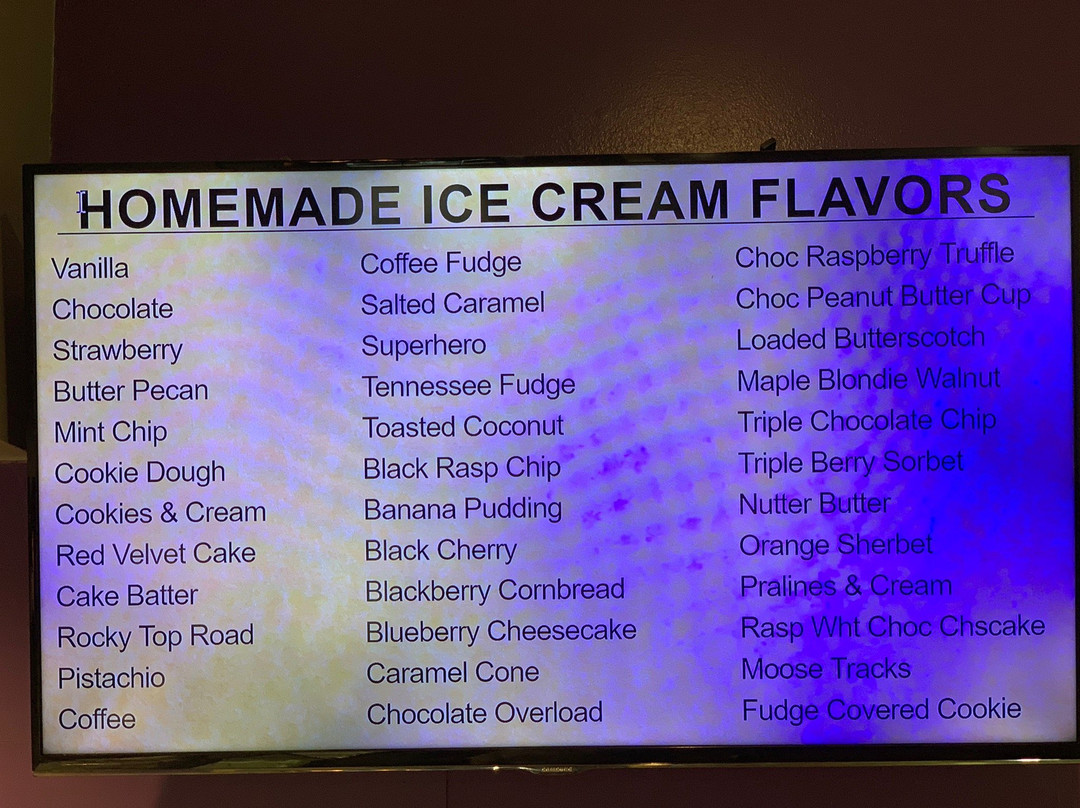 HOMEMADE ICE CREAM FLAVORS
Vanilla
Chocolate
Strawberry
Butter Pecan
Mint Chip
Cookie Dough
Cookies & Cream
Red Velvet Cake
Cake Batter
Rocky Top Road
Pistachio
Coffee
Coffee Fudge
Salted Caramel
Superhero
Tennessee Fudge
Toasted Coconut
Black Rasp Chip
Banana Pudding
Black Cherry
Blackberry Cornbread
Blueberry Cheesecake
Caramel Cone
Chocolate Overload
Choc Raspberry Truffle
Choc Peanut Butter Cup
Loaded Butterscotch
Maple Blondie Walnut
Triple Chocolate Chip
Triple Berry Sorbet
Nutter Butter
Orange Sherbet
Pralines & Cream
Rasp Wht Choc Chscake
Moose Tracks
Fudge Covered Cookie